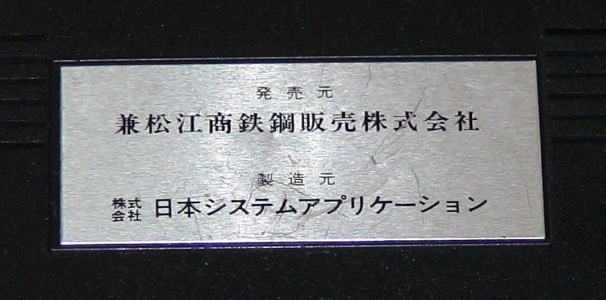 発売元
兼松江商鉄鋼販売株式会社
製造元
株式会社 日本システムアプリケーション